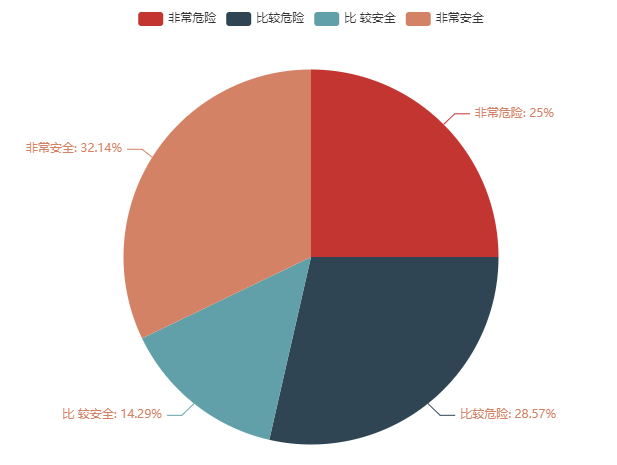 非常危险 比较危险 比 较安全 非常安全
非常危险: 25%
非常安全: 32.14%
比 较安全: 14.29%
比较危险: 28.57%